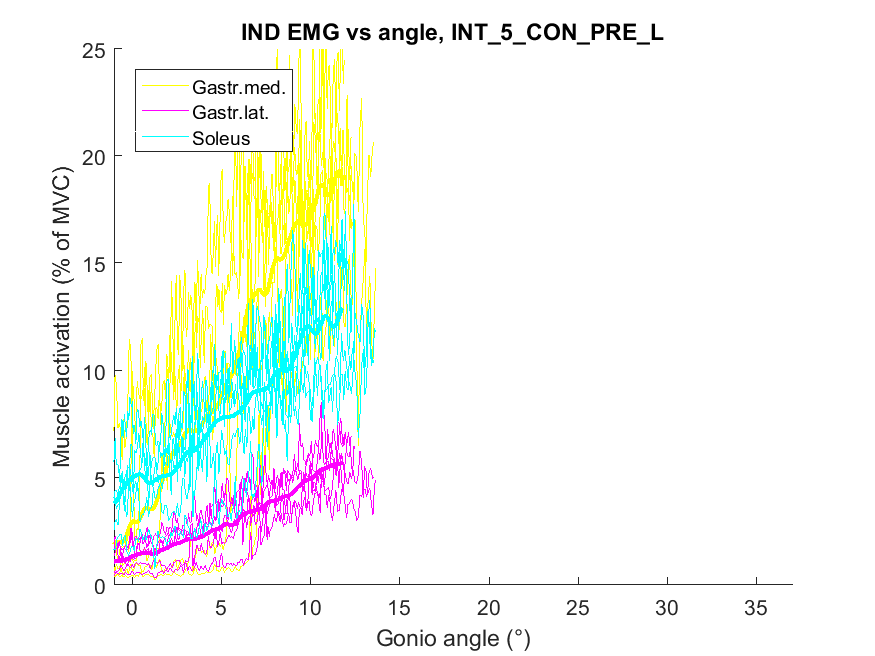 IND EMG vs angle, INT_5_CON_PRE_L
25
20
15
10
5
0
Muscle activation (% of MVC)
Gastr.med.
Gastr.lat.
Soleus
0 5 10 15 20 25 30 35
Gonio angle (°)